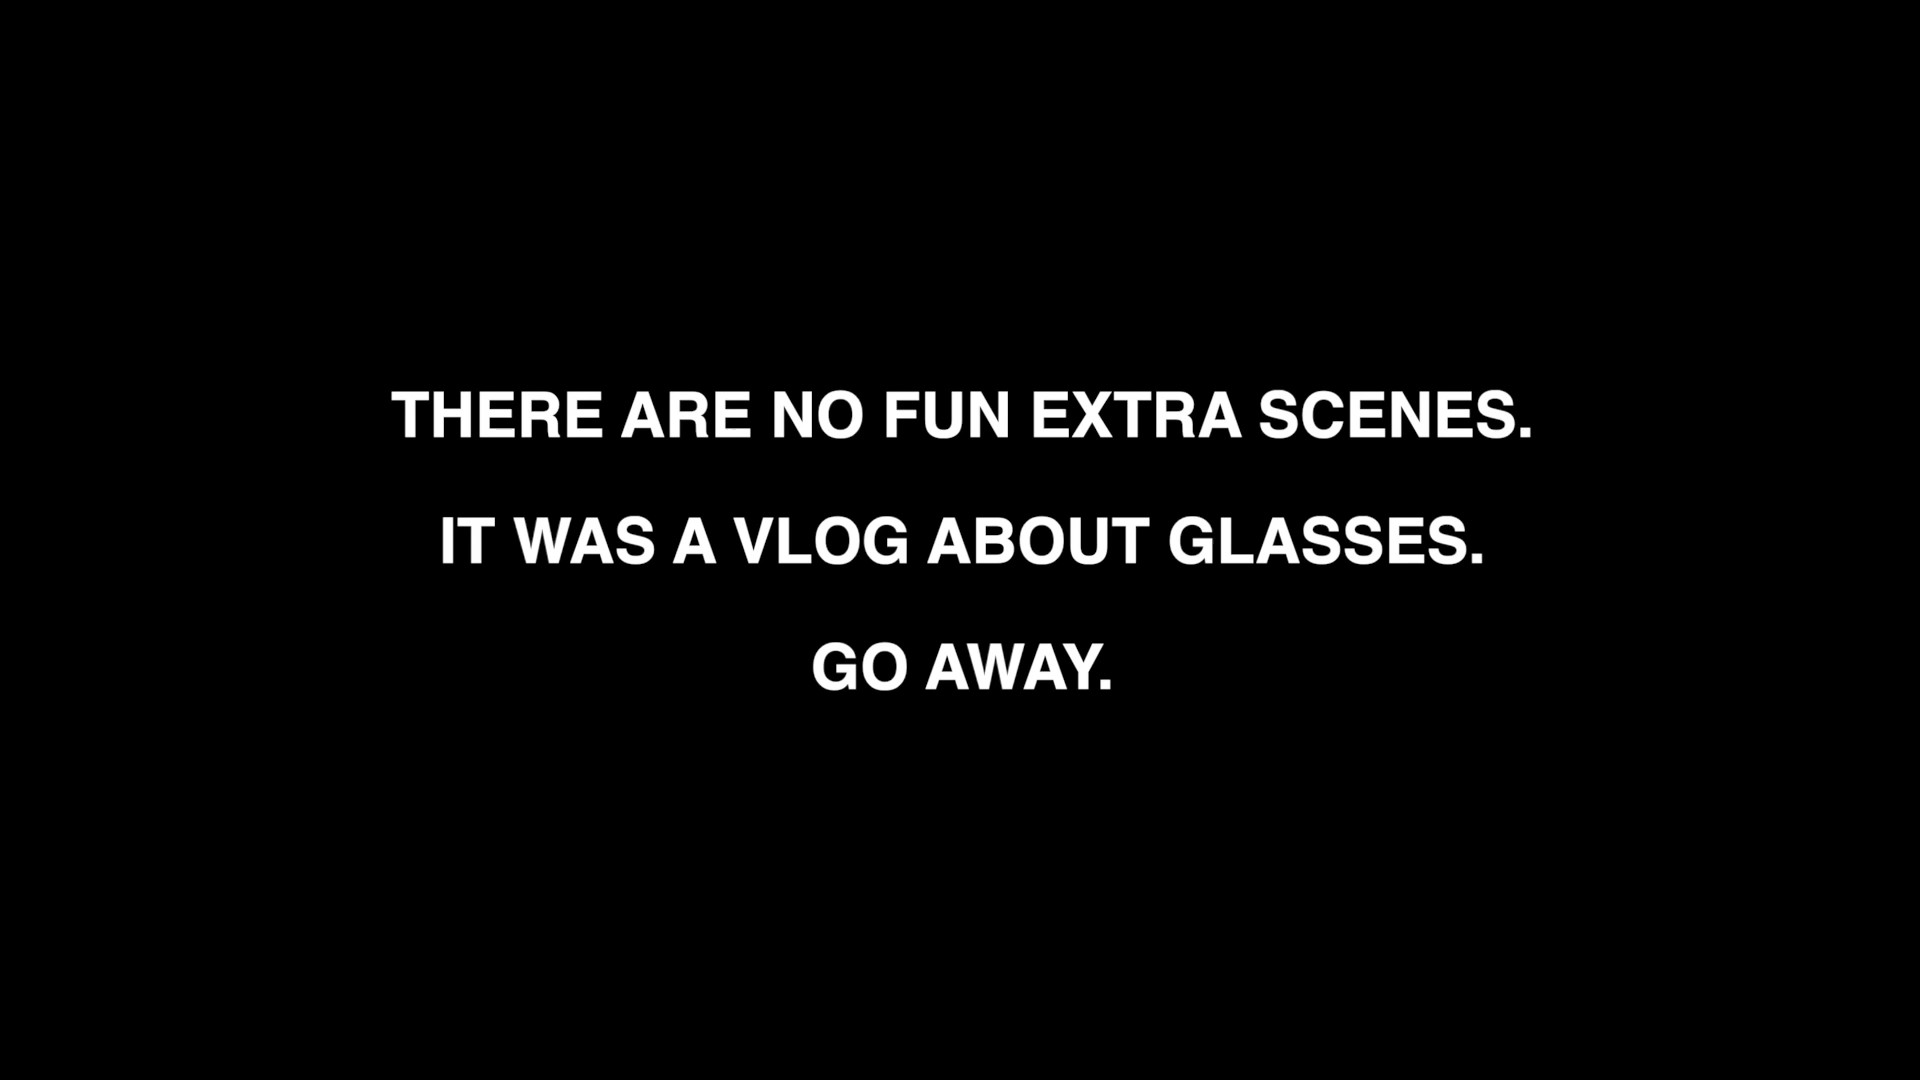 THERE ARE NO FUN EXTRA SCENES.
IT WAS A VLOG ABOUT GLASSES.
GO AWAY.